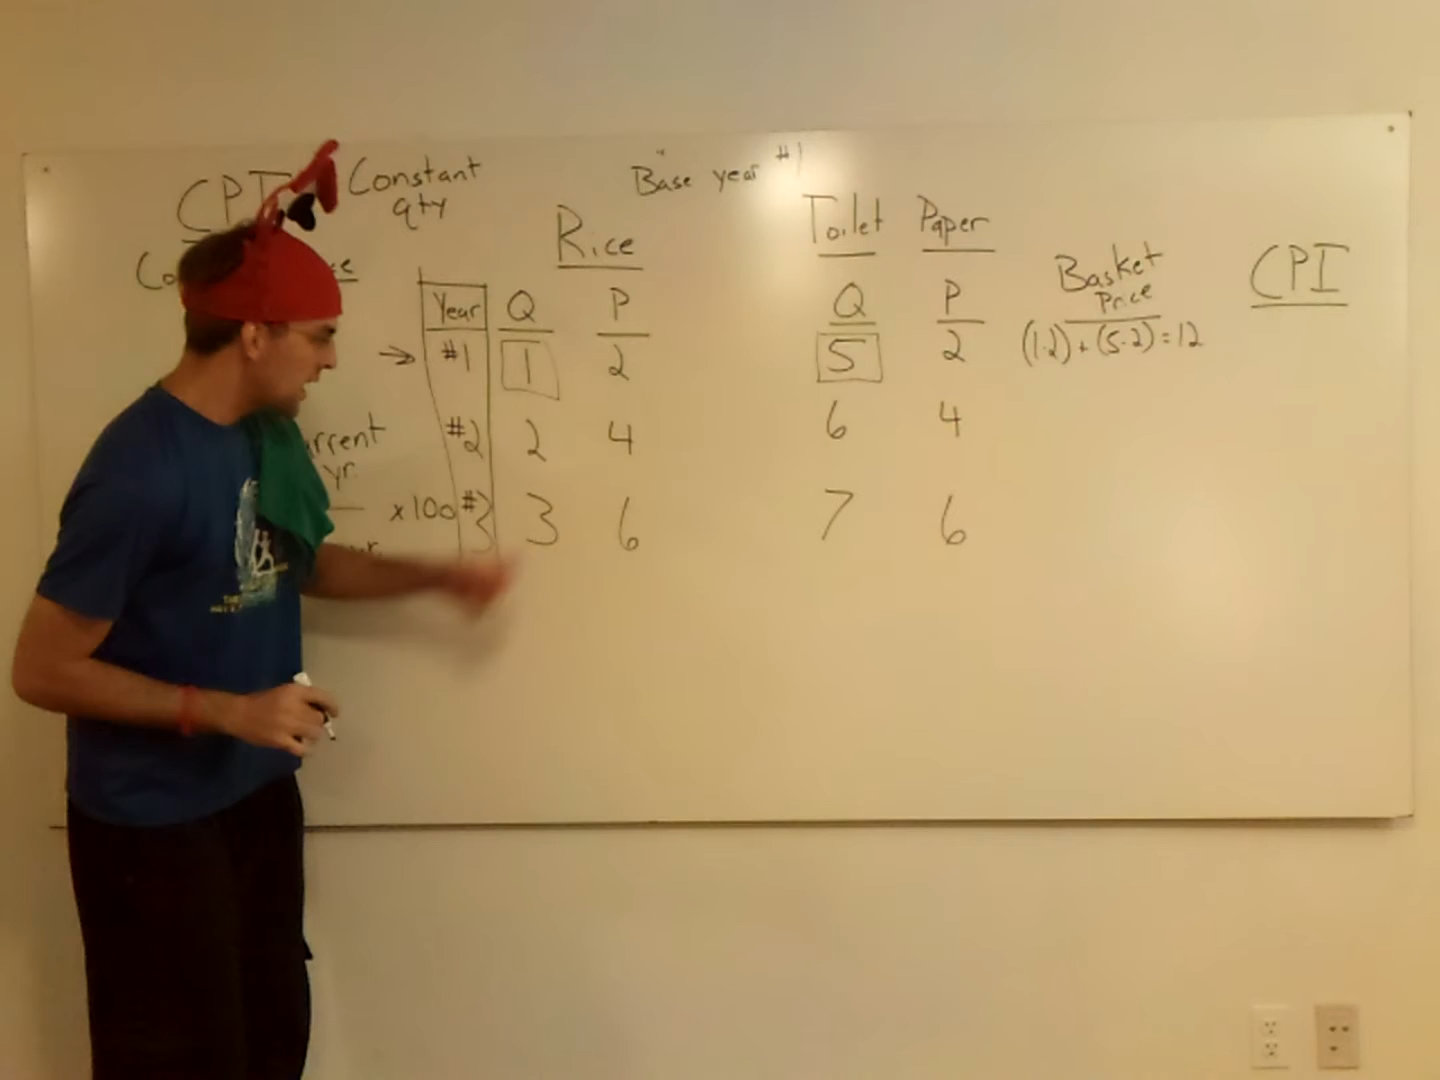 CPI Constant
qty
"Base year #1
Rice
Toilet Paper
Basket
Price
CPI
Year Q P Q P
→ #1 1 2 5 2 (1·2) + (5·2) = 12
#2 2 4 6 4
x100 #3 3 6 7 6
yr.
yr.